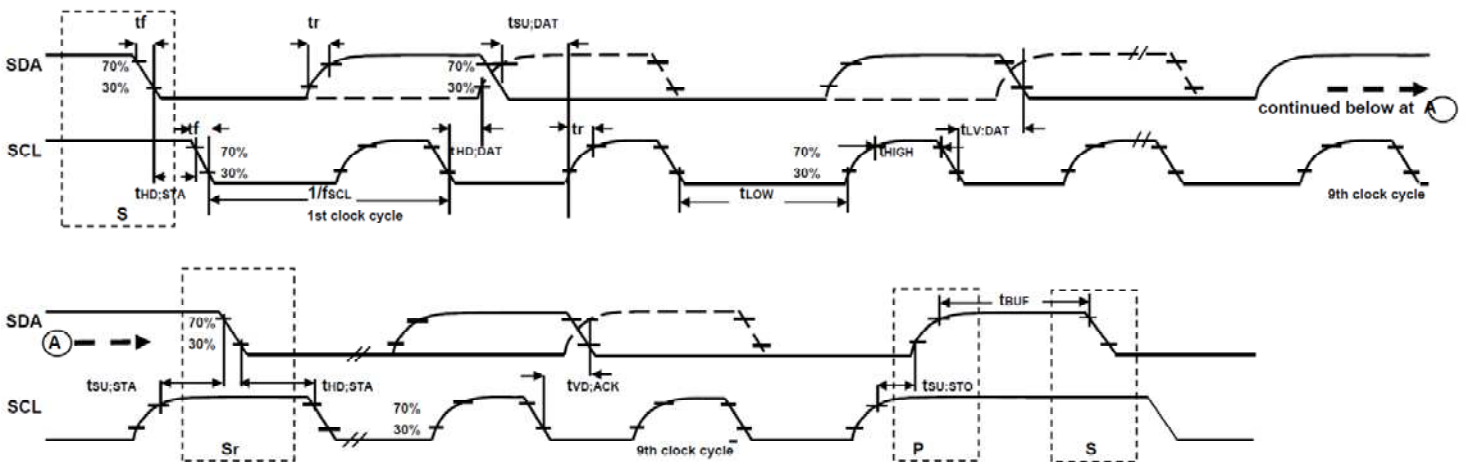 tf tr tSU;DAT
SDA 70% 70%
30% 30%
continued below at A
tf tHD;DAT tr tLV:DAT
SCL 70% 70% tHIGH
30% 30%
tHD;STA 1/fSCL tLOW
S 1st clock cycle 9th clock cycle
tBUF
SDA 70%
A 30%
tSU;STA tHD;STA tVD;ACK tSU;STO
SCL 70%
30%
Sr 9th clock cycle P S